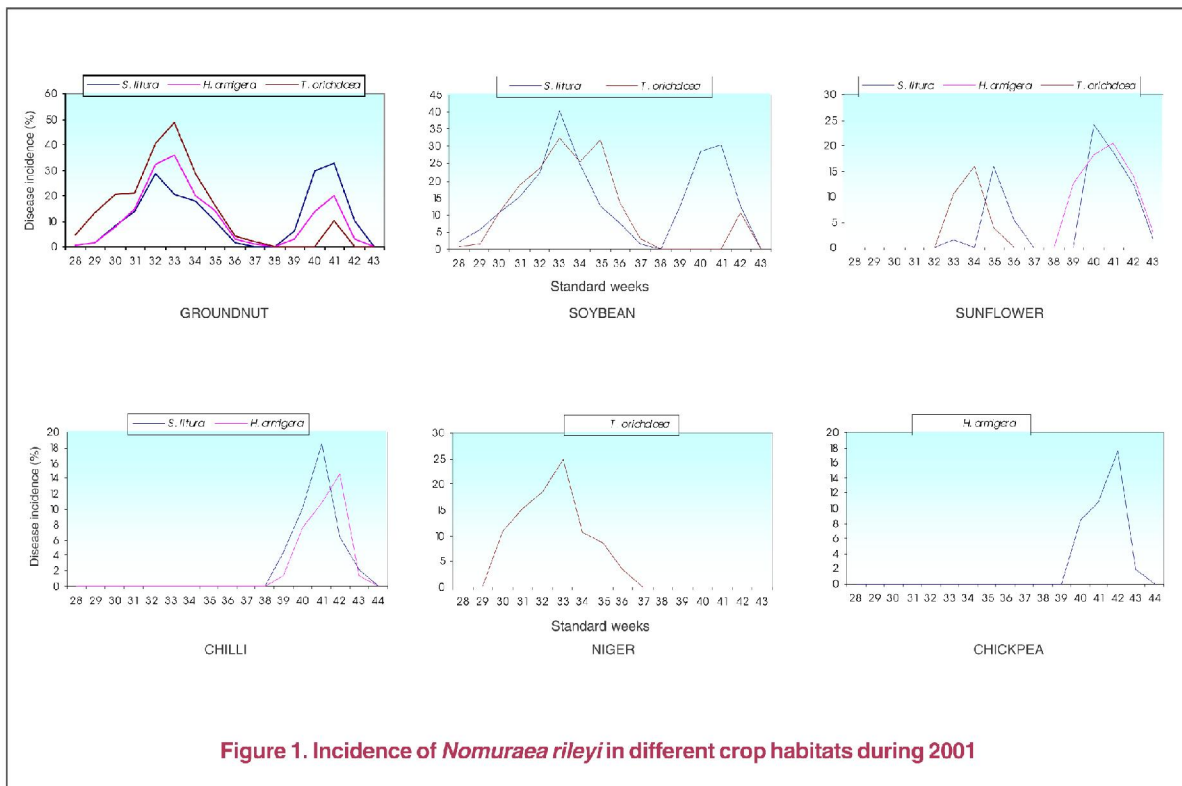 S. litura H. armigera T. orichalcea
Disease incidence (%)
60
50
40
30
20
10
0
28 29 30 31 32 33 34 35 36 37 38 39 40 41 42 43
GROUNDNUT
S. litura T. orichalcea
45
40
35
30
25
20
15
10
5
0
28 29 30 31 32 33 34 35 36 37 38 39 40 41 42 43
Standard weeks
SOYBEAN
S. litura H. armigera T. orichalcea
30
25
20
15
10
5
0
28 29 30 31 32 33 34 35 36 37 38 39 40 41 42 43
SUNFLOWER
S. litura H. armigera
Disease incidence (%)
20
18
16
14
12
10
8
6
4
2
0
28 29 30 31 32 33 34 35 36 37 38 39 40 41 42 43 44
CHILLI
T. orichalcea
30
25
20
15
10
5
0
28 29 30 31 32 33 34 35 36 37 38 39 40 41 42 43
Standard weeks
NIGER
H. armigera
20
18
16
14
12
10
8
6
4
2
0
28 29 30 31 32 33 34 35 36 37 38 39 40 41 42 43 44
CHICKPEA
Figure 1. Incidence of Nomuraea rileyi in different crop habitats during 2001